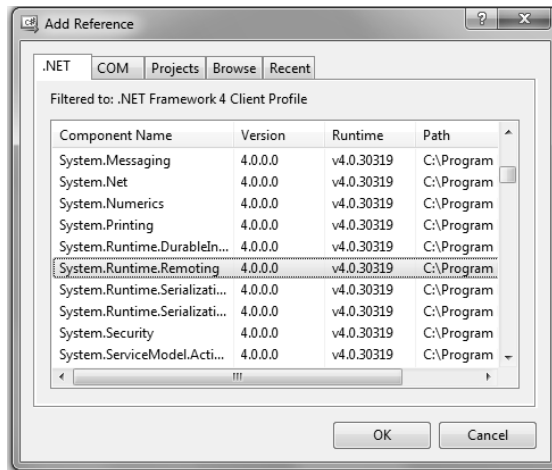 Add Reference
.NET COM Projects Browse Recent
Filtered to: .NET Framework 4 Client Profile
Component Name Version Runtime Path
System.Messaging 4.0.0.0 v4.0.30319 C:\Program
System.Net 4.0.0.0 v4.0.30319 C:\Program
System.Numerics 4.0.0.0 v4.0.30319 C:\Program
System.Printing 4.0.0.0 v4.0.30319 C:\Program
System.Runtime.DurableIn... 4.0.0.0 v4.0.30319 C:\Program
System.Runtime.Remoting 4.0.0.0 v4.0.30319 C:\Program
System.Runtime.Serializati... 4.0.0.0 v4.0.30319 C:\Program
System.Runtime.Serializati... 4.0.0.0 v4.0.30319 C:\Program
System.Security 4.0.0.0 v4.0.30319 C:\Program
System.ServiceModel.Acti... 4.0.0.0 v4.0.30319 C:\Program
OK Cancel